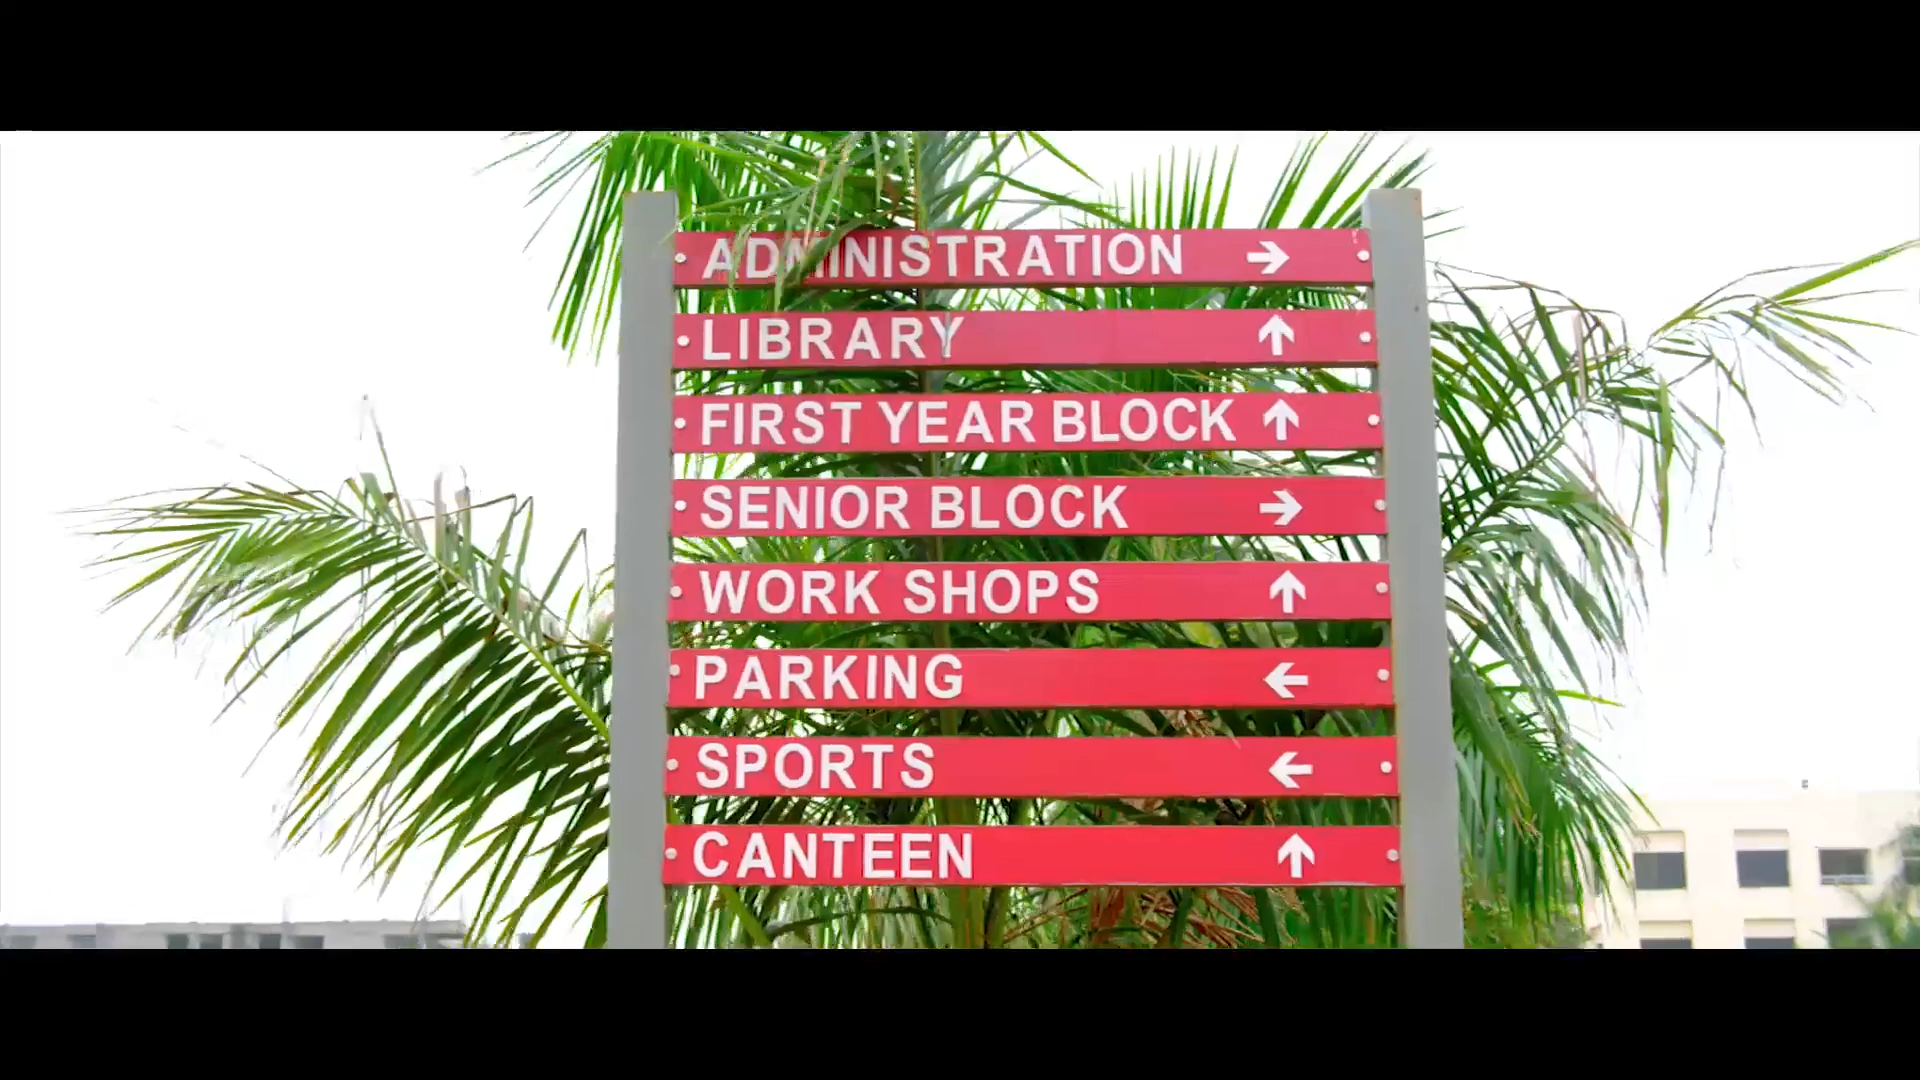 ADMINISTRATION →
LIBRARY ↑
FIRST YEAR BLOCK ↑
SENIOR BLOCK →
WORK SHOPS ↑
PARKING ←
SPORTS ←
CANTEEN ↑